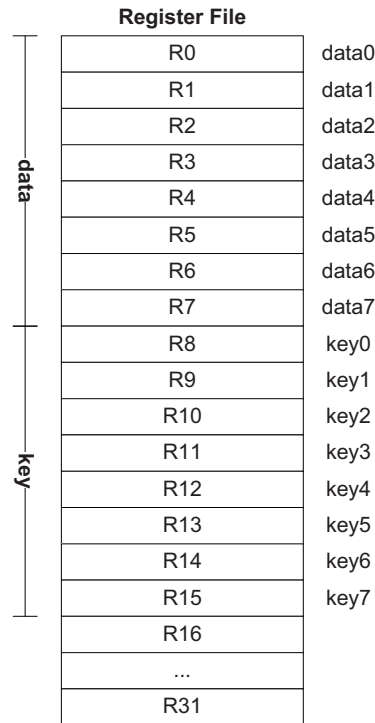 Register File
R0 data0
R1 data1
R2 data2
R3 data3
R4 data4
R5 data5
R6 data6
R7 data7
data
R8 key0
R9 key1
R10 key2
R11 key3
R12 key4
R13 key5
R14 key6
R15 key7
key
R16
...
R31